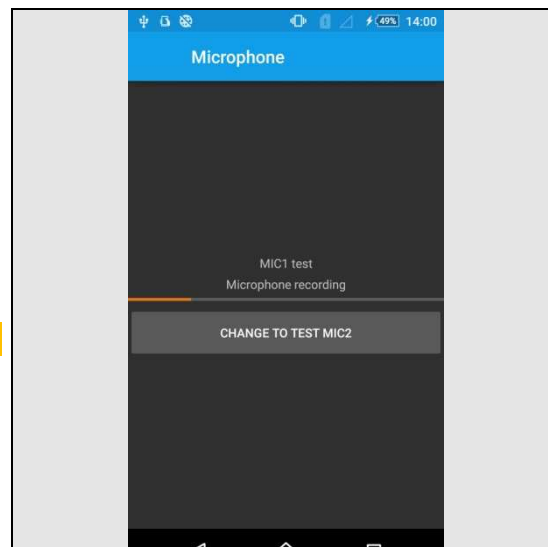 49% 14:00
Microphone
MIC1 test
Microphone recording
CHANGE TO TEST MIC2